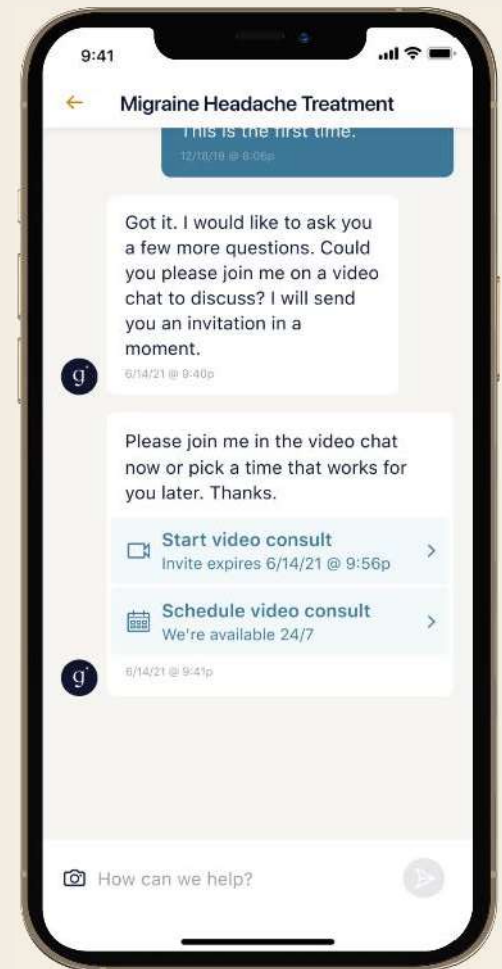 9:41
Migraine Headache Treatment
This is the first time.
12/18/18 @ 8:06p
Got it. I would like to ask you
a few more questions. Could
you please join me on a video
chat to discuss? I will send
you an invitation in a
moment.
g
6/14/21 @ 9:40p
Please join me in the video chat
now or pick a time that works for
you later. Thanks.
Start video consult
Invite expires 6/14/21 @ 9:56p
Schedule video consult
We're available 24/7
g
6/14/21 @ 9:41p
How can we help?